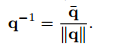 q⁻¹ = q̄ / ‖q‖.